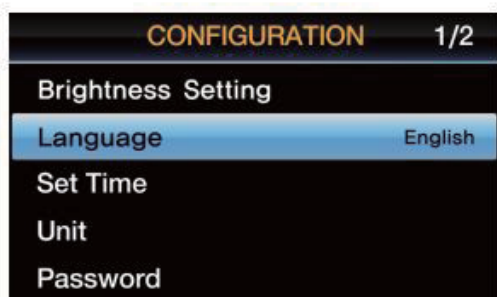 CONFIGURATION 1/2
Brightness Setting
Language English
Set Time
Unit
Password